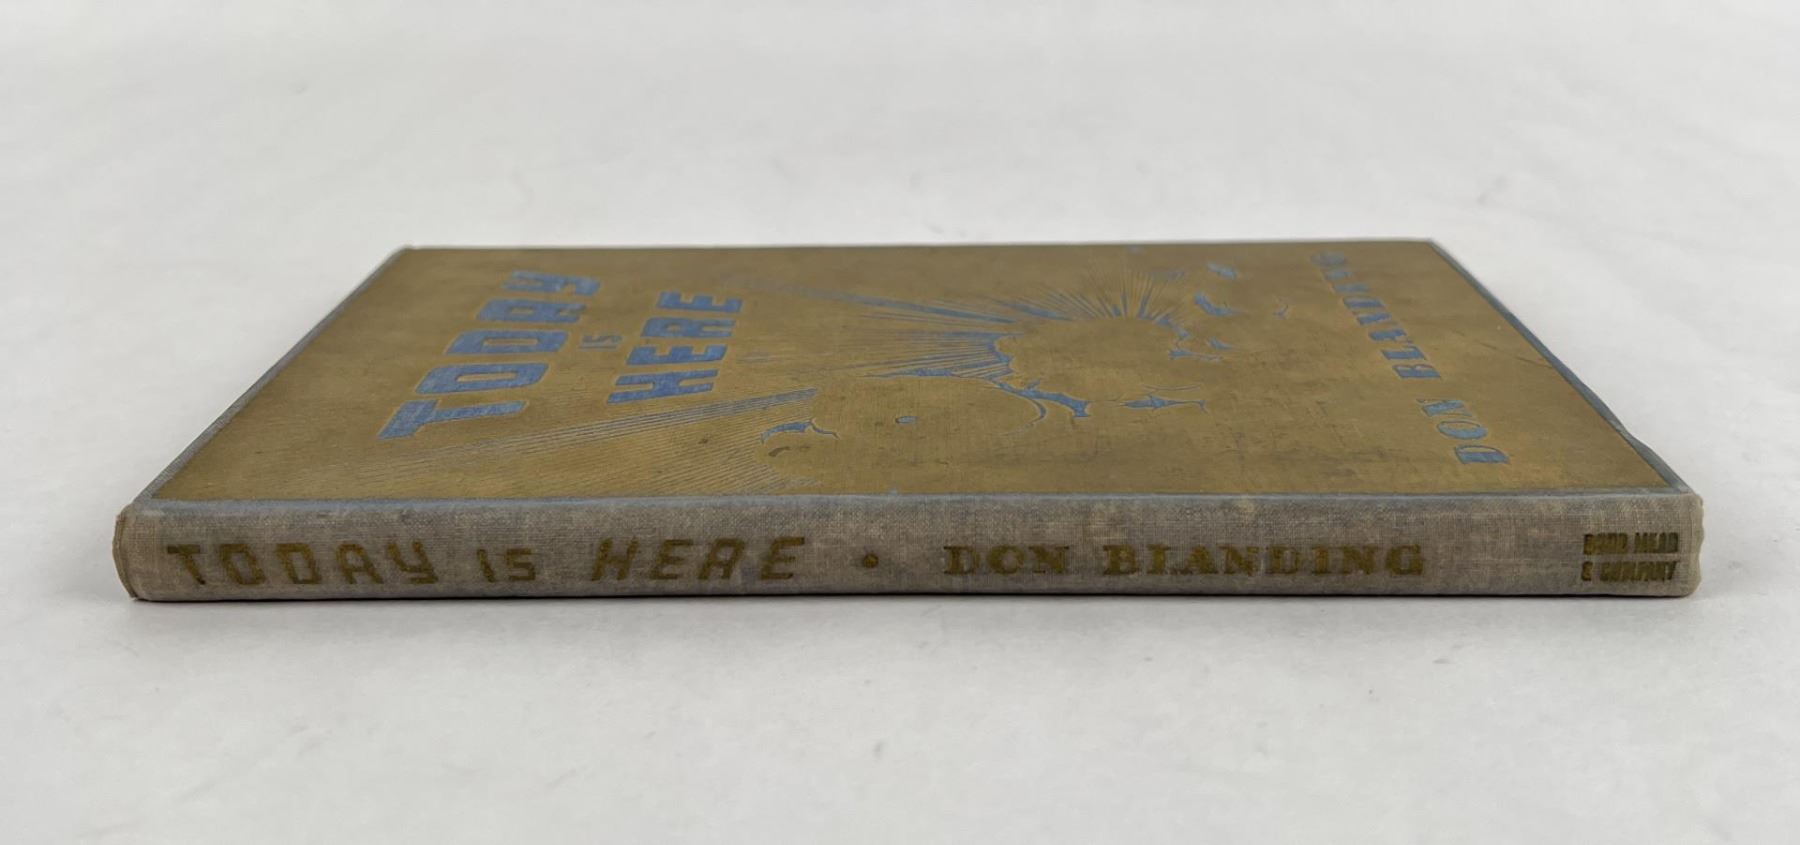 TODAY
IS
HERE
DON BLANDING
TODAY IS HERE • DON BLANDING
DODD MEAD
& COMPANY